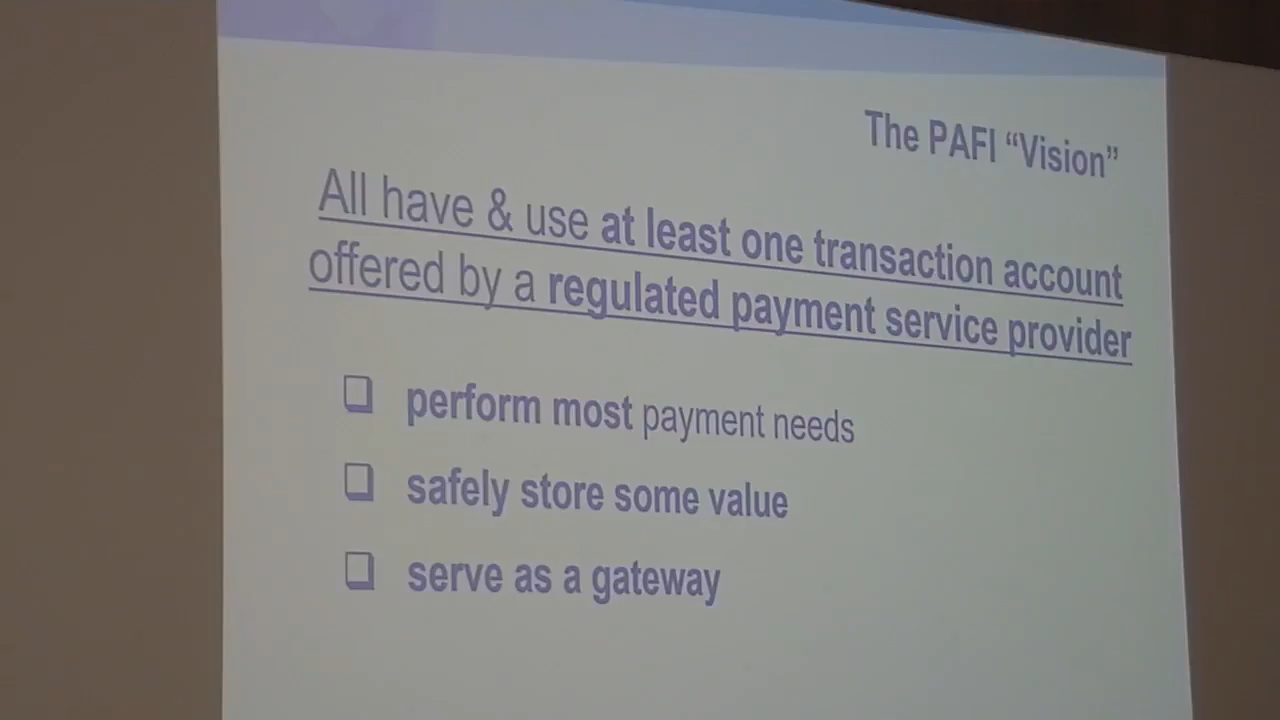 The PAFI “Vision”
All have & use at least one transaction account
offered by a regulated payment service provider
perform most payment needs
safely store some value
serve as a gateway